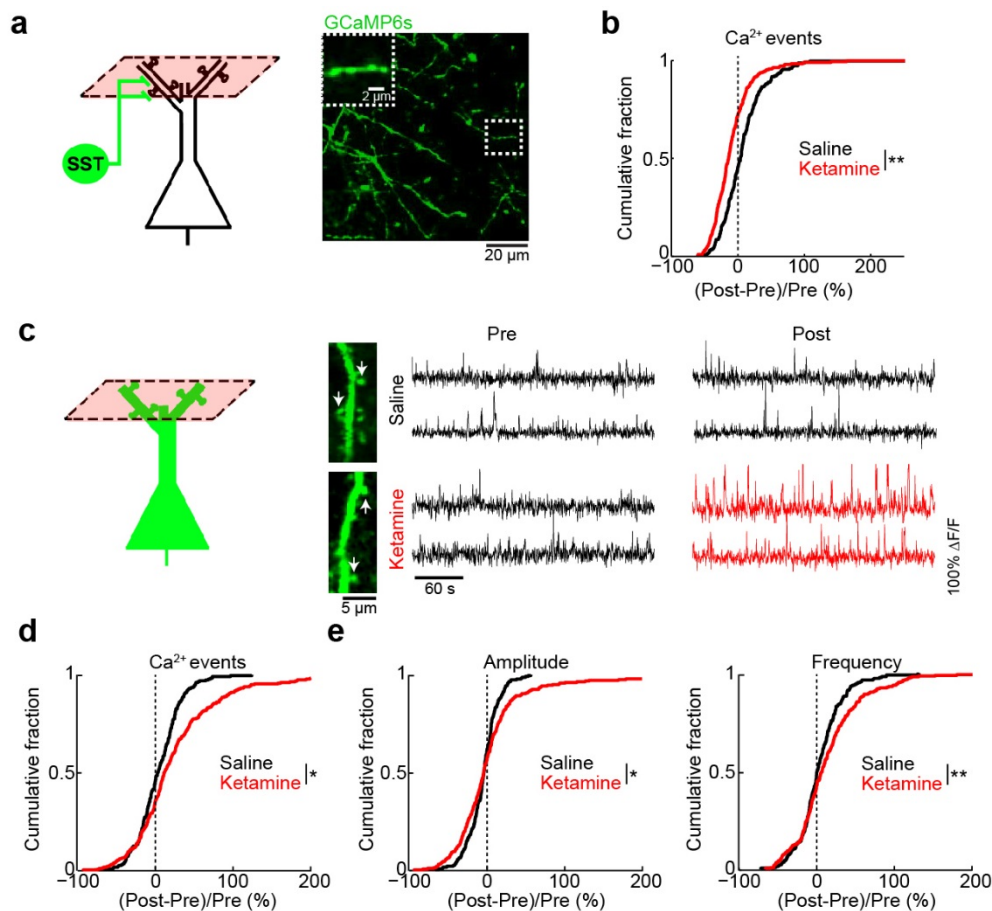 a
GCaMP6s
SST
2 µm
20 µm
b
Ca2+ events
Cumulative fraction
1
0.5
0
Saline
Ketamine
**
−100
0
100
200
(Post-Pre)/Pre (%)
c
Pre
Post
Saline
Ketamine
5 µm
60 s
100% ΔF/F
d
Ca2+ events
Cumulative fraction
1
0.5
0
Saline
Ketamine
*
−100
0
100
200
(Post-Pre)/Pre (%)
e
Amplitude
Cumulative fraction
1
0.5
0
Saline
Ketamine
*
−100
0
100
200
(Post-Pre)/Pre (%)
Frequency
Cumulative fraction
1
0.5
0
Saline
Ketamine
**
−100
0
100
200
(Post-Pre)/Pre (%)